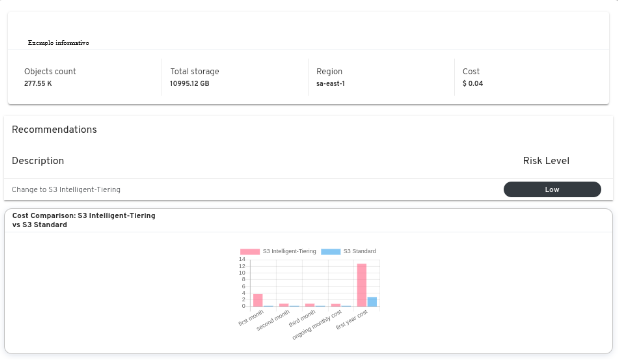 Exemplo informativo
Objects count
Total storage
Region
Cost
277.55 K
10995.12 GB
sa-east-1
$ 0.04
Recommendations
Description
Risk Level
Change to S3 Intelligent-Tiering
Low
Cost Comparison: S3 Intelligent-Tiering
vs S3 Standard
S3 Intelligent-Tiering
S3 Standard
14
12
10
8
6
4
2
0
first month
second month
third month
ongoing monthly cost
first year cost